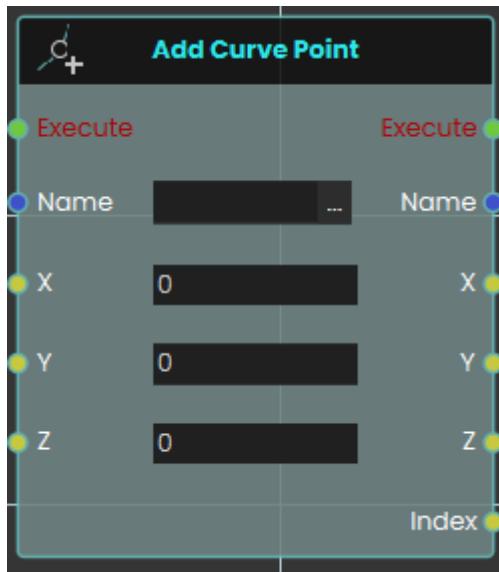 Add Curve Point
Execute Execute
Name ... Name
X 0 X
Y 0 Y
Z 0 Z
Index